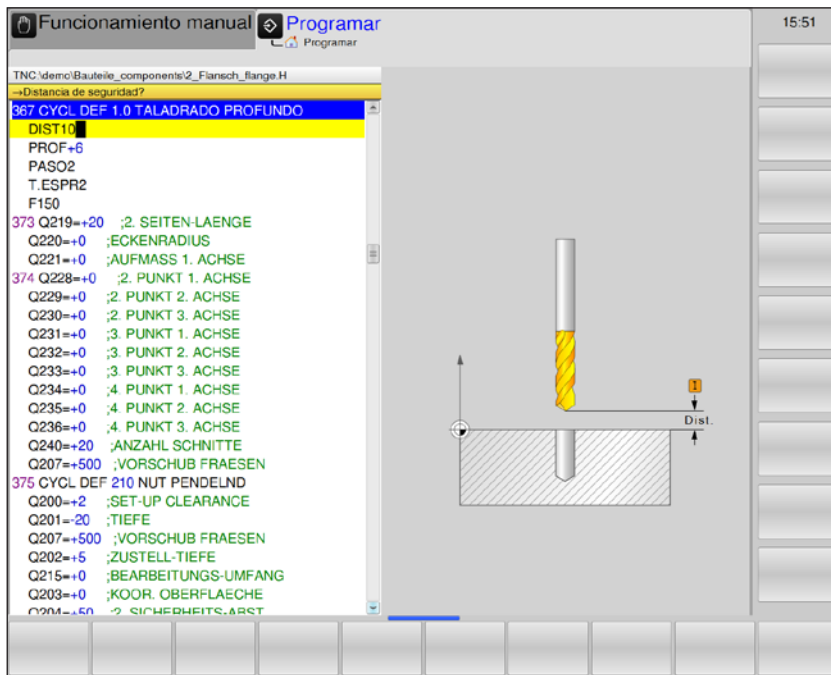 Funcionamiento manual
Programar
Programar
15:51
TNC:\demo\Bauteile_components\2_Flansch_flange.H
→Distancia de seguridad?
367 CYCL DEF 1.0 TALADRADO PROFUNDO
DIST10
PROF+6
PASO2
T.ESPR2
F150
373 Q219=+20 ;2. SEITEN-LAENGE
Q220=+0 ;ECKENRADIUS
Q221=+0 ;AUFMASS 1. ACHSE
374 Q228=+0 ;2. PUNKT 1. ACHSE
Q229=+0 ;2. PUNKT 2. ACHSE
Q230=+0 ;2. PUNKT 3. ACHSE
Q231=+0 ;3. PUNKT 1. ACHSE
Q232=+0 ;3. PUNKT 2. ACHSE
Q233=+0 ;3. PUNKT 3. ACHSE
Q234=+0 ;4. PUNKT 1. ACHSE
Q235=+0 ;4. PUNKT 2. ACHSE
Q236=+0 ;4. PUNKT 3. ACHSE
Q240=+20 ;ANZAHL SCHNITTE
Q207=+500 ;VORSCHUB FRAESEN
375 CYCL DEF 210 NUT PENDELND
Q200=+2 ;SET-UP CLEARANCE
Q201=-20 ;TIEFE
Q207=+500 ;VORSCHUB FRAESEN
Q202=+5 ;ZUSTELL-TIEFE
Q215=+0 ;BEARBEITUNGS-UMFANG
Q203=+0 ;KOOR. OBERFLAECHE
Q204=+50 ;2. SICHERHEITS-ABST
I
Dist.